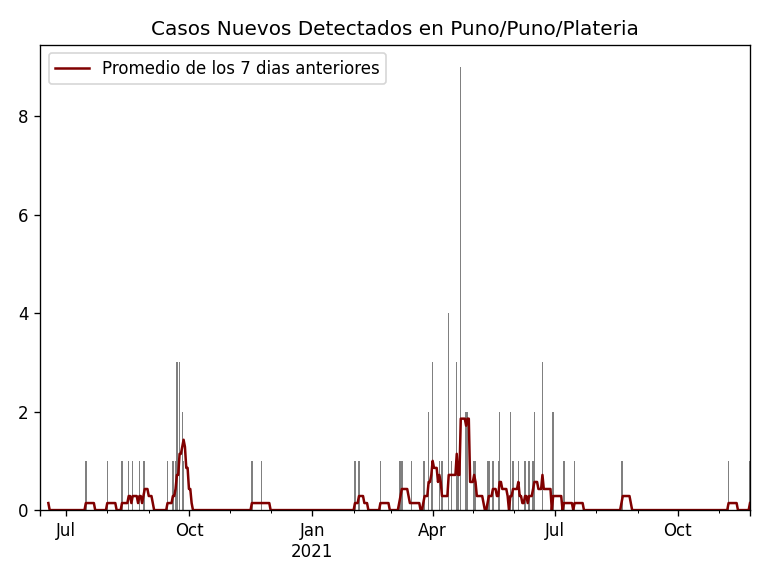 Casos Nuevos Detectados en Puno/Puno/Plateria
Promedio de los 7 dias anteriores
8
6
4
2
0
Jul
Oct
Jan
2021
Apr
Jul
Oct